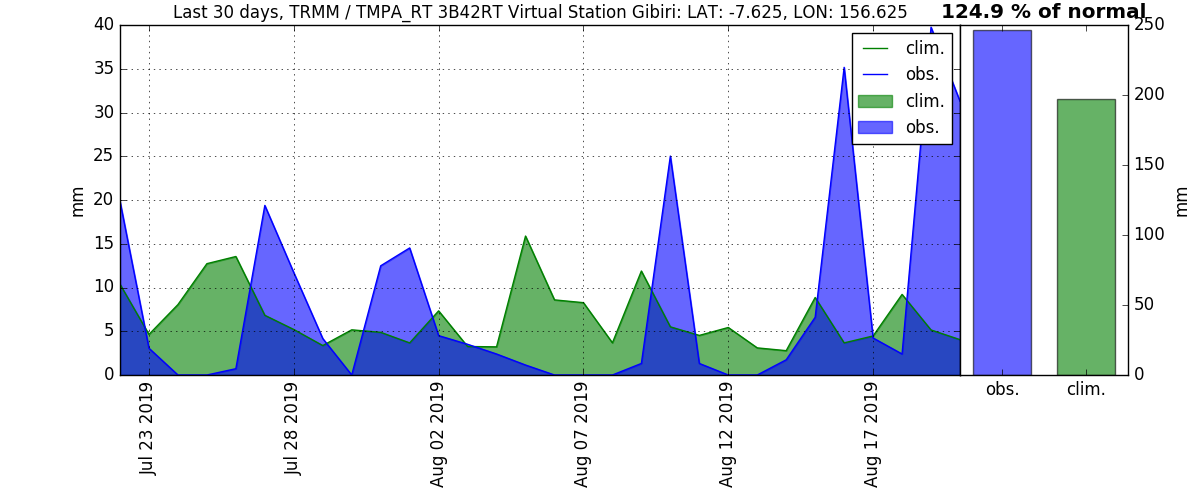 Last 30 days, TRMM / TMPA_RT 3B42RT Virtual Station Gibiri: LAT: -7.625, LON: 156.625
124.9 % of normal
40
35
30
25
20
15
10
5
0
mm
clim.
obs.
clim.
obs.
Jul 23 2019
Jul 28 2019
Aug 02 2019
Aug 07 2019
Aug 12 2019
Aug 17 2019
250
200
150
100
50
0
mm
obs.
clim.